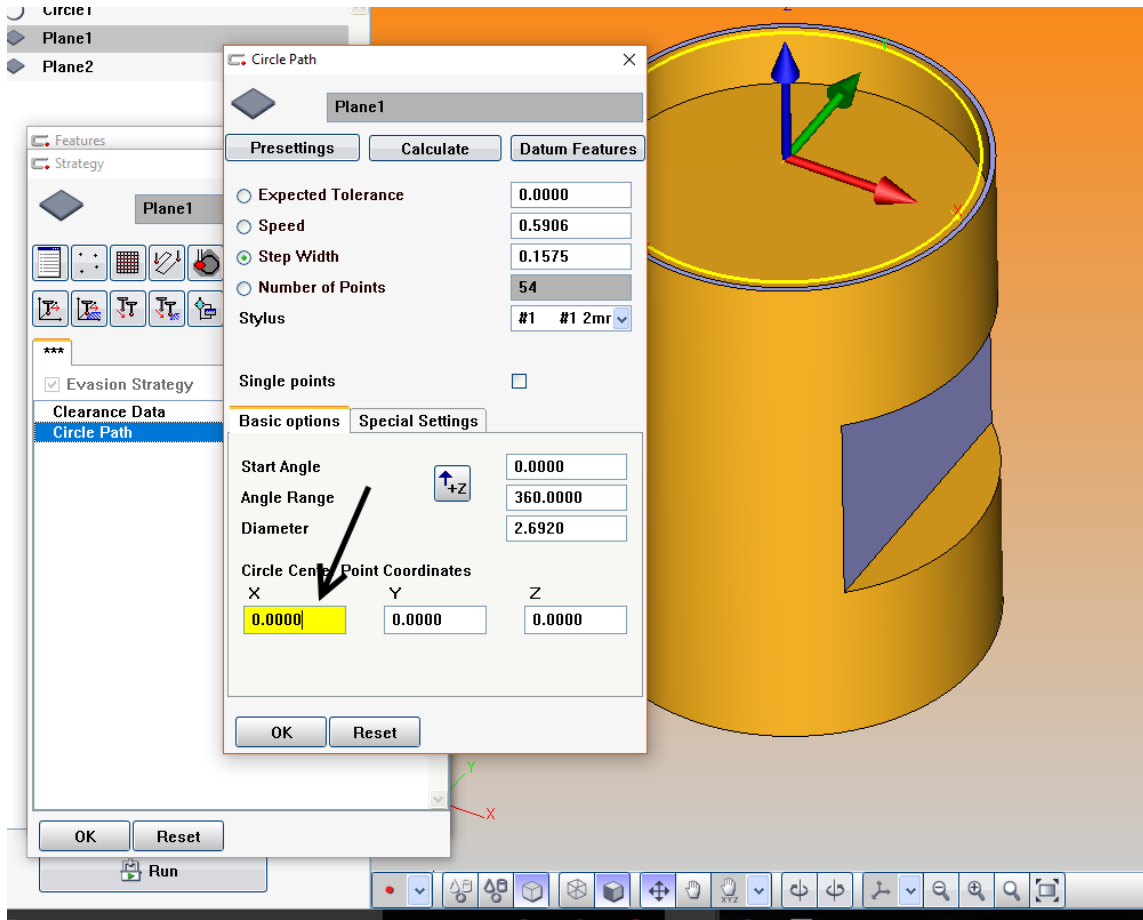 Circle1
Plane1
Plane2
Features
Strategy
Plane1
***
Evasion Strategy
Clearance Data
Circle Path
OK Reset
Run
Circle Path
Plane1
Presettings Calculate Datum Features
Expected Tolerance 0.0000
Speed 0.5906
Step Width 0.1575
Number of Points 54
Stylus #1 #1 2mr
Single points
Basic options Special Settings
Start Angle 0.0000
+Z
Angle Range 360.0000
Diameter 2.6920
Circle Center Point Coordinates
X Y Z
0.0000 0.0000 0.0000
OK Reset
Z
Y
X
Y
X
XYZ